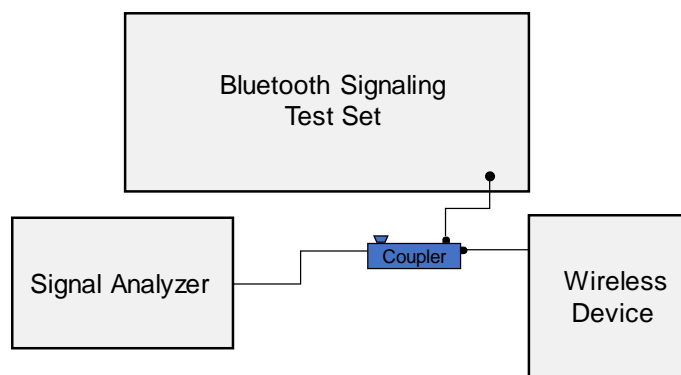 Bluetooth Signaling
Test Set
Signal Analyzer
Coupler
Wireless
Device